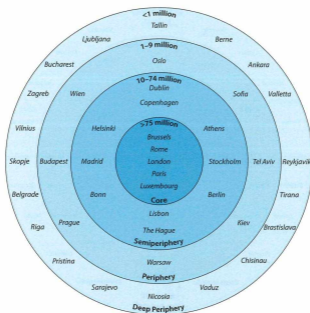 <1 million
Tallin
Ljubljana Berne
1–9 million
Bucharest Oslo Ankara
10–74 million
Zagreb Wien Dublin Sofia Valletta
Copenhagen
Vilnius Helsinki >75 million Athens
Brussels
Rome
Skopje Budapest Madrid London Stockholm Tel Aviv Reykjavik
Paris
Belgrade Bonn Luxembourg Berlin Tirana
Core
Lisbon
Riga Prague The Hague Kiev Brastislava
Semiperiphery
Pristina Warsaw Chisinau
Periphery
Sarajevo Vaduz
Nicosia
Deep Periphery